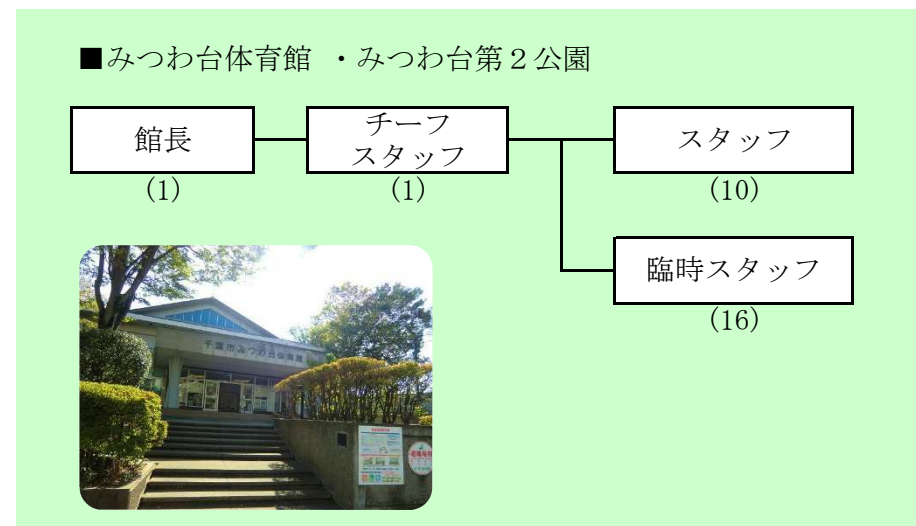 ■みつわ台体育館 ・みつわ台第２公園
館長
(1)
チーフ
スタッフ
(1)
スタッフ
(10)
臨時スタッフ
(16)
千葉市みつわ台体育館